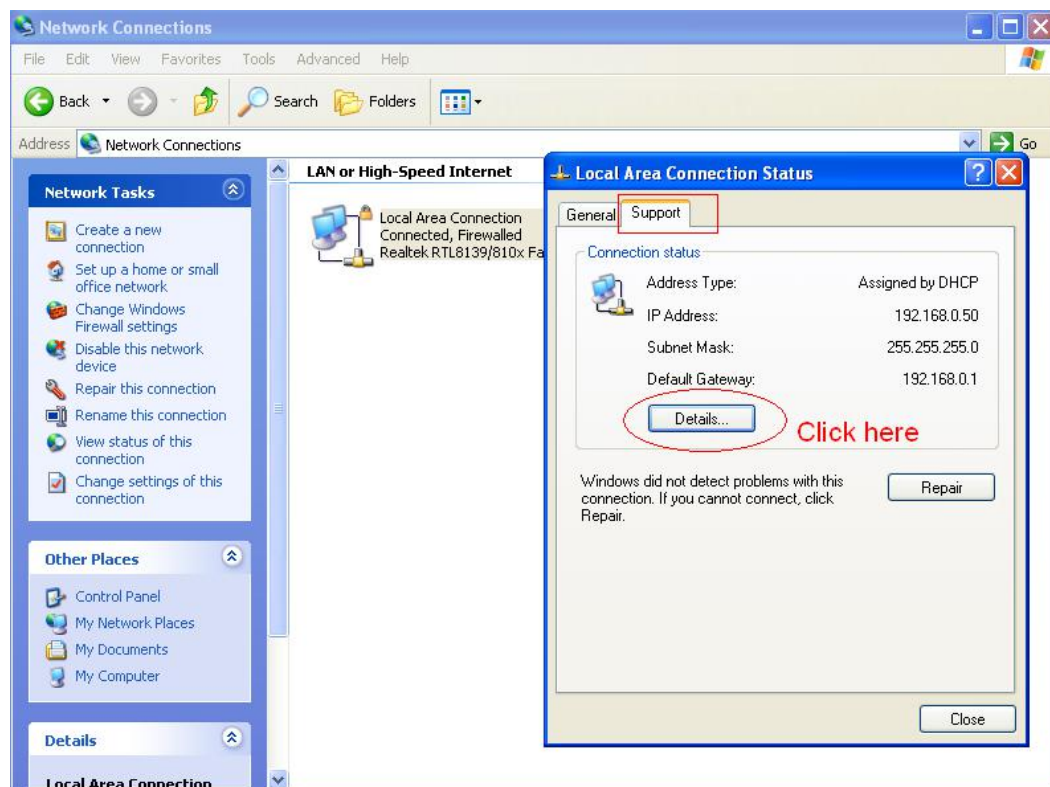 Network Connections
File Edit View Favorites Tools Advanced Help
Back Search Folders
Address Network Connections Go
Network Tasks
Create a new
connection
Set up a home or small
office network
Change Windows
Firewall settings
Disable this network
device
Repair this connection
Rename this connection
View status of this
connection
Change settings of this
connection
Other Places
Control Panel
My Network Places
My Documents
My Computer
Details
Local Area Connection
LAN or High-Speed Internet
Local Area Connection
Connected, Firewalled
Realtek RTL8139/810x Fa
Local Area Connection Status
General Support
Connection status
Address Type: Assigned by DHCP
IP Address: 192.168.0.50
Subnet Mask: 255.255.255.0
Default Gateway: 192.168.0.1
Details...
Click here
Windows did not detect problems with this
connection. If you cannot connect, click
Repair.
Repair
Close